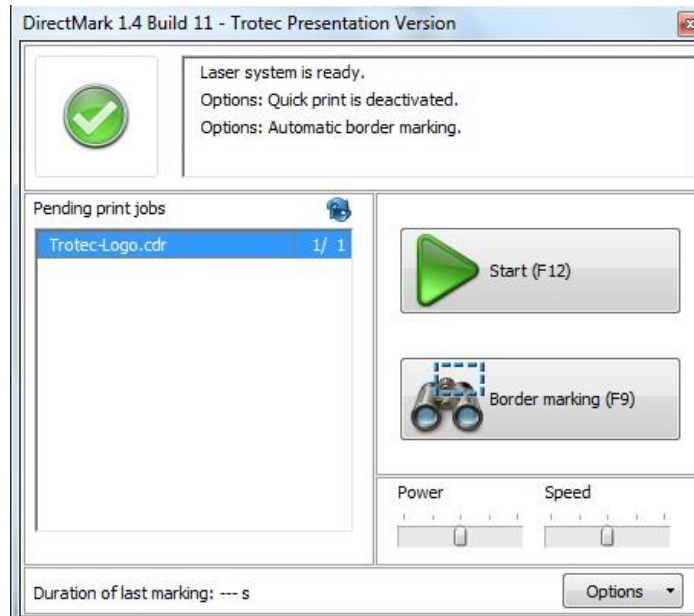 DirectMark 1.4 Build 11 - Trotec Presentation Version
Laser system is ready.
Options: Quick print is deactivated.
Options: Automatic border marking.
Pending print jobs
Trotec-Logo.cdr 1/ 1
Start (F12)
Border marking (F9)
Power Speed
Duration of last marking: --- s
Options